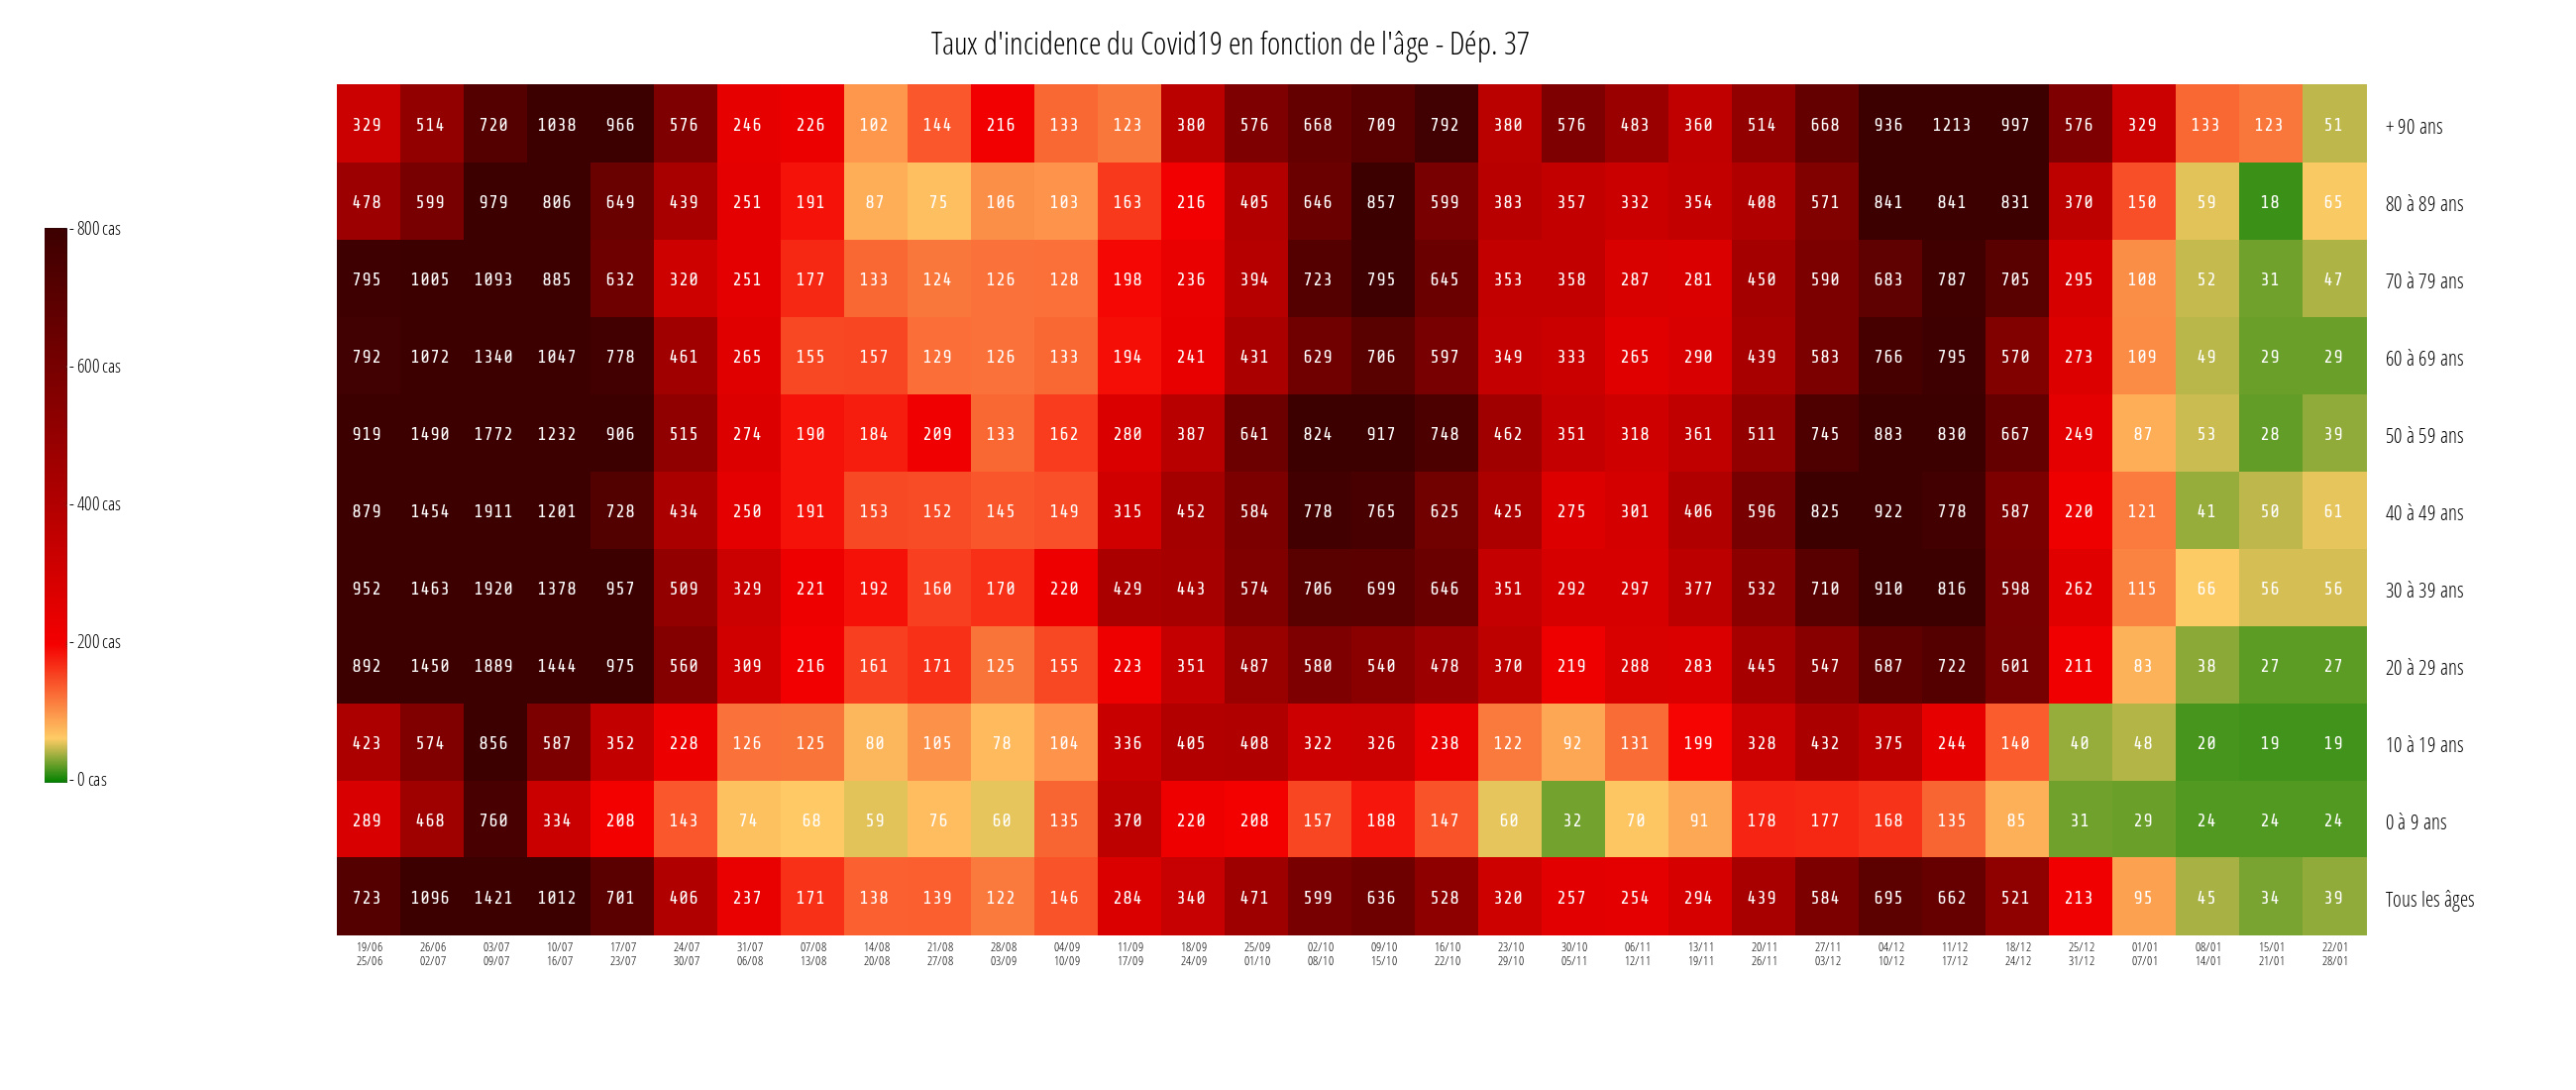 Taux d'incidence du Covid19 en fonction de l'âge - Dép. 37
- 800 cas
- 600 cas
- 400 cas
- 200 cas
- 0 cas
329 514 720 1038 966 576 246 226 102 144 216 133 123 380 576 668 709 792 380 576 483 360 514 668 936 1213 997 576 329 133 123 51 + 90 ans
478 599 979 806 649 439 251 191 87 75 106 103 163 216 405 646 857 599 383 357 332 354 408 571 841 841 831 370 150 59 18 65 80 à 89 ans
795 1005 1093 885 632 320 251 177 133 124 126 128 198 236 394 723 795 645 353 358 287 281 450 590 683 787 705 295 108 52 31 47 70 à 79 ans
792 1072 1340 1047 778 461 265 155 157 129 126 133 194 241 431 629 706 597 349 333 265 290 439 583 766 795 570 273 109 49 29 29 60 à 69 ans
919 1490 1772 1232 906 515 274 190 184 209 133 162 280 387 641 824 917 748 462 351 318 361 511 745 883 830 667 249 87 53 28 39 50 à 59 ans
879 1454 1911 1201 728 434 250 191 153 152 145 149 315 452 584 778 765 625 425 275 301 406 596 825 922 778 587 220 121 41 50 61 40 à 49 ans
952 1463 1920 1378 957 509 329 221 192 160 170 220 429 443 574 706 699 646 351 292 297 377 532 710 910 816 598 262 115 66 56 56 30 à 39 ans
892 1450 1889 1444 975 560 309 216 161 171 125 155 223 351 487 580 540 478 370 219 288 283 445 547 687 722 601 211 83 38 27 27 20 à 29 ans
423 574 856 587 352 228 126 125 80 105 78 104 336 405 408 322 326 238 122 92 131 199 328 432 375 244 140 40 48 20 19 19 10 à 19 ans
289 468 760 334 208 143 74 68 59 76 60 135 370 220 208 157 188 147 60 32 70 91 178 177 168 135 85 31 29 24 24 24 0 à 9 ans
723 1096 1421 1012 701 406 237 171 138 139 122 146 284 340 471 599 636 528 320 257 254 294 439 584 695 662 521 213 95 45 34 39 Tous les âges
19/06 26/06 03/07 10/07 17/07 24/07 31/07 07/08 14/08 21/08 28/08 04/09 11/09 18/09 25/09 02/10 09/10 16/10 23/10 30/10 06/11 13/11 20/11 27/11 04/12 11/12 18/12 25/12 01/01 08/01 15/01 22/01
25/06 02/07 09/07 16/07 23/07 30/07 06/08 13/08 20/08 27/08 03/09 10/09 17/09 24/09 01/10 08/10 15/10 22/10 29/10 05/11 12/11 19/11 26/11 03/12 10/12 17/12 24/12 31/12 07/01 14/01 21/01 28/01